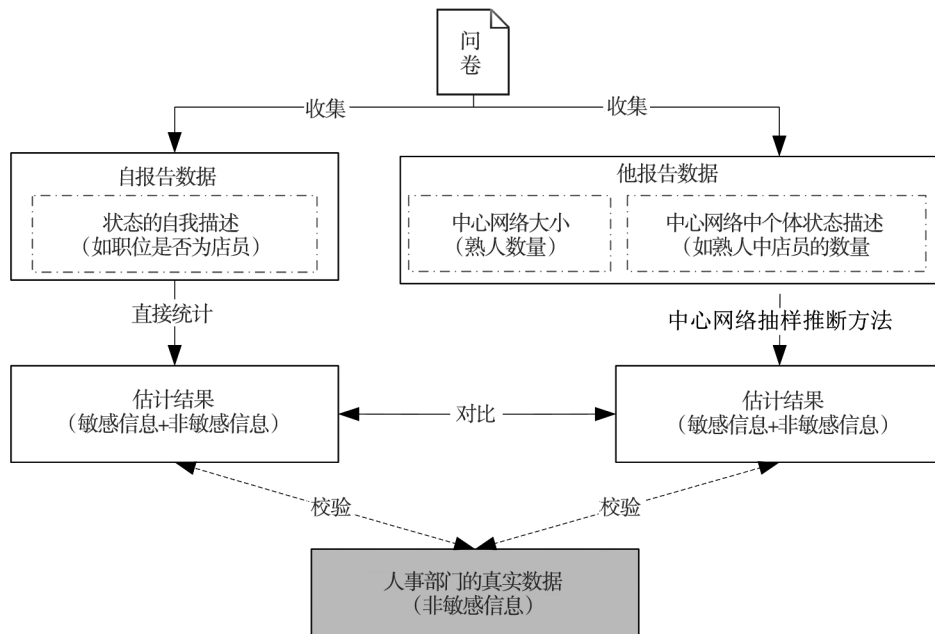 问
卷
收集
收集
自报告数据
状态的自我描述
（如职位是否为店员）
他报告数据
中心网络大小
（熟人数量）
中心网络中个体状态描述
（如熟人中店员的数量
直接统计
中心网络抽样推断方法
估计结果
（敏感信息+非敏感信息）
对比
估计结果
（敏感信息+非敏感信息）
校验
校验
人事部门的真实数据
（非敏感信息）